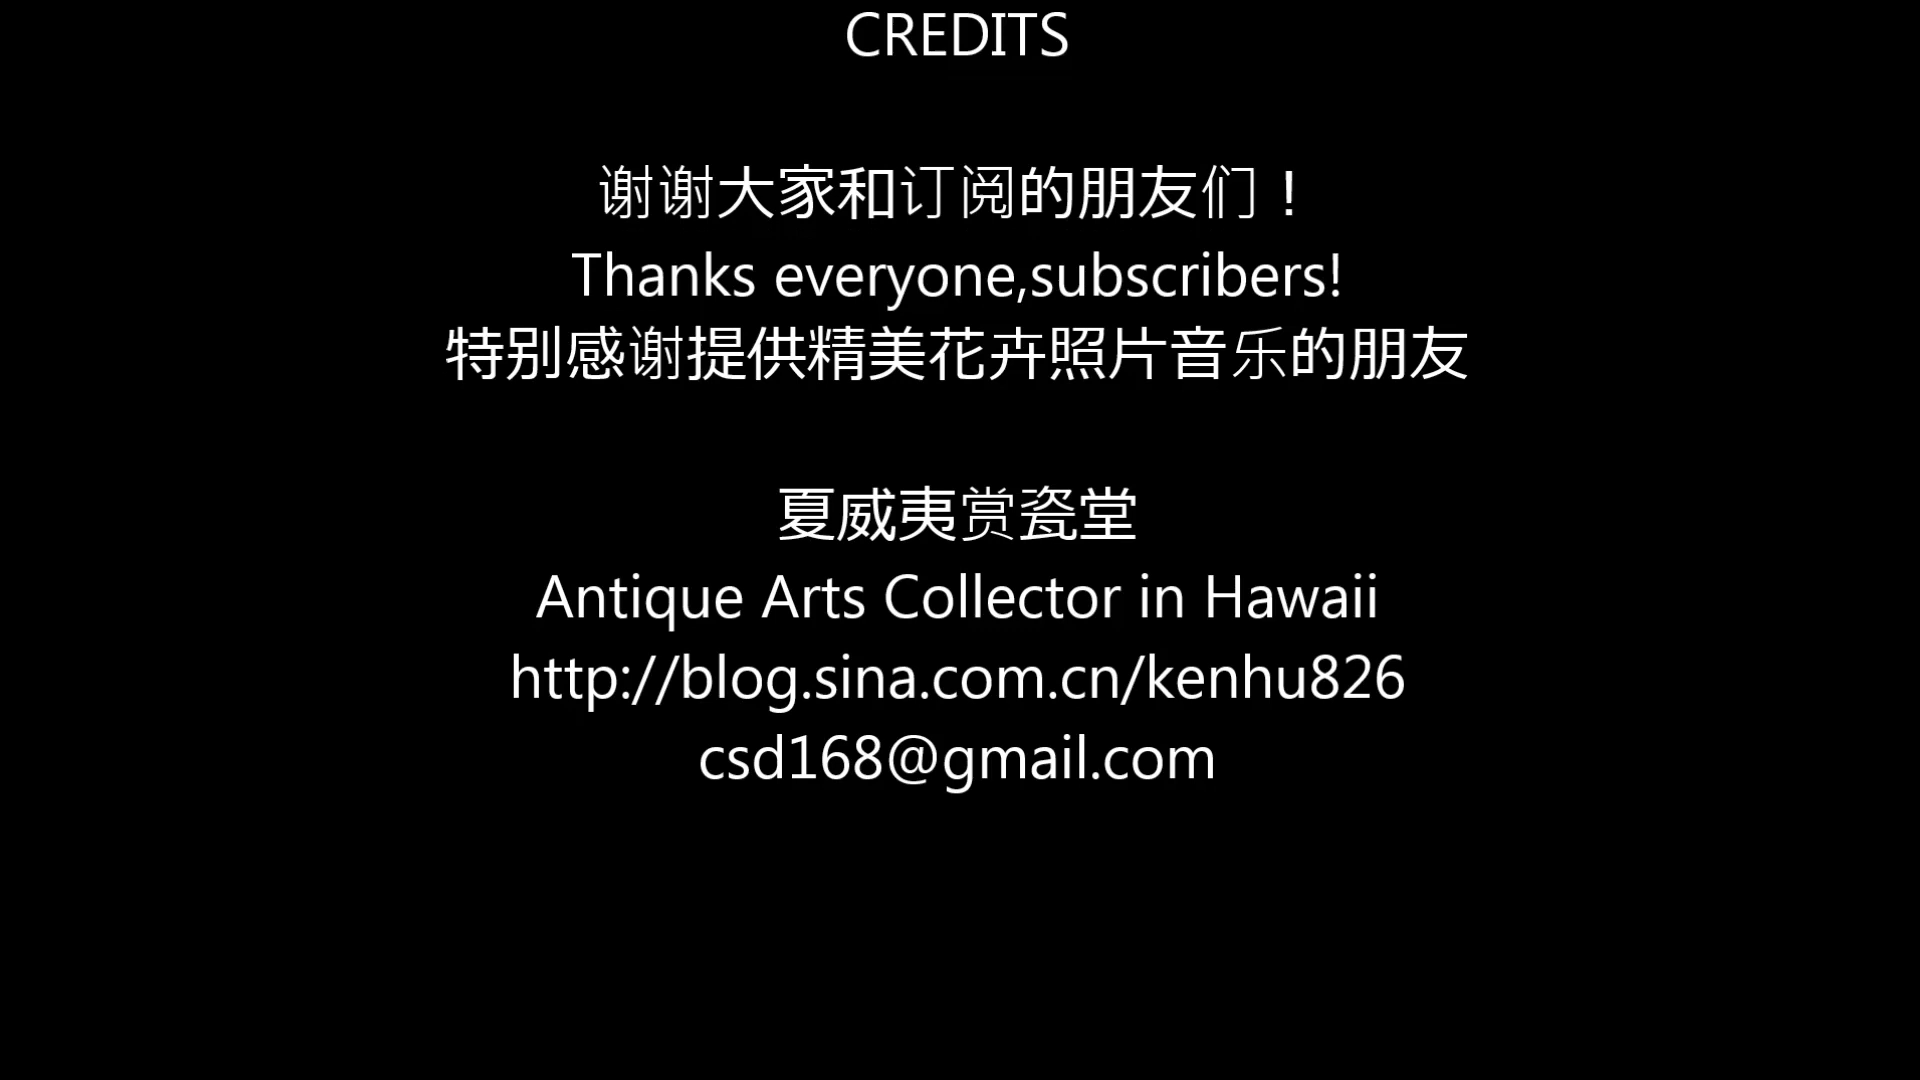 CREDITS
谢谢大家和订阅的朋友们！
Thanks everyone,subscribers!
特别感谢提供精美花卉照片音乐的朋友
夏威夷赏瓷堂
Antique Arts Collector in Hawaii
http://blog.sina.com.cn/kenhu826
csd168@gmail.com